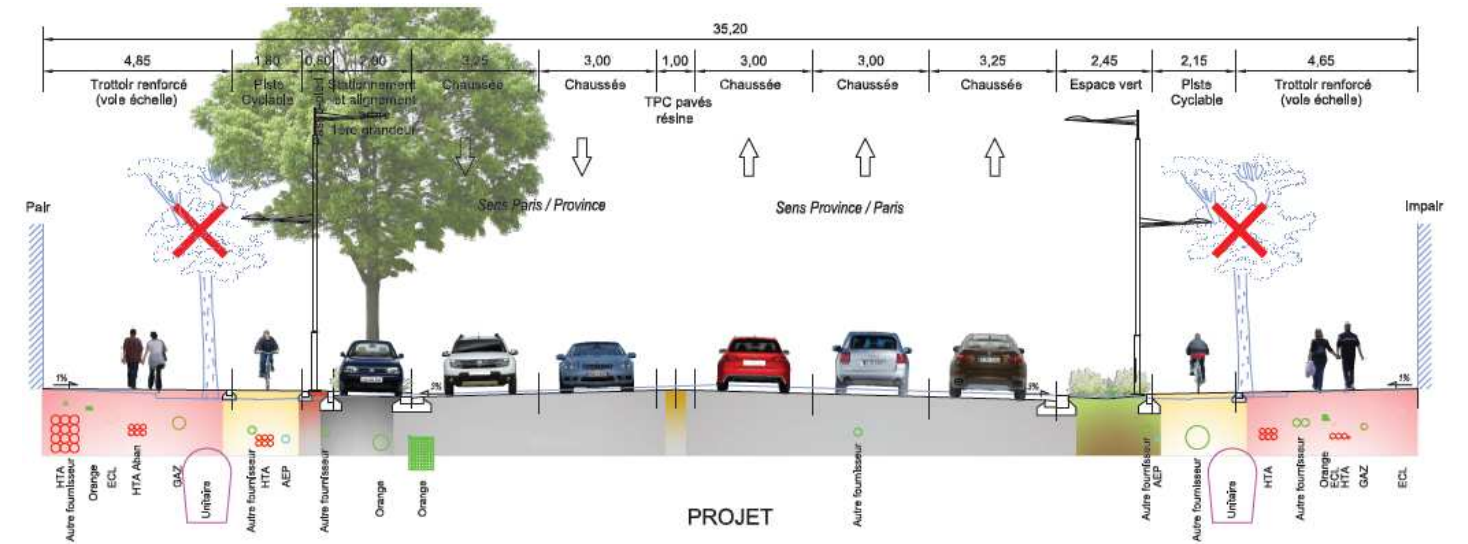 35,20
4,85
1,80
0,60
2,00
3,25
3,00
1,00
3,00
3,00
3,25
2,45
2,15
4,65
Trottoir renforcé
(voie échelle)
Piste
Cyclable
Stationnement
et alignement
arbre
1ère grandeur
Chaussée
Chaussée
TPC pavés
résine
Chaussée
Chaussée
Chaussée
Espace vert
Piste
Cyclable
Trottoir renforcé
(voie échelle)
Pair
Sens Paris / Province
Sens Province / Paris
Impair
1%
3%
3%
1%
HTA
Autre fournisseur
Orange
ECL
HTA Aban
GAZ
Unitaire
Autre fournisseur
HTA
AEP
Autre fournisseur
Orange
Orange
Autre fournisseur
Autre fournisseur
AEP
Autre fournisseur
Unitaire
HTA
Autre fournisseur
Orange
ECL
HTA
GAZ
ECL
PROJET